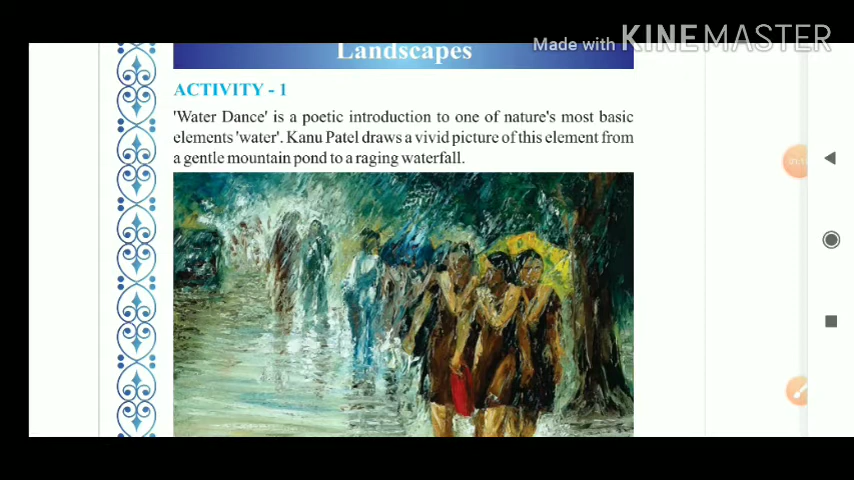 Made with KINEMASTER
Landscapes
ACTIVITY - 1
'Water Dance' is a poetic introduction to one of nature's most basic
elements 'water'. Kanu Patel draws a vivid picture of this element from
a gentle mountain pond to a raging waterfall.